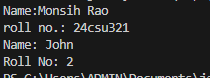 Name:Monsih Rao
roll no.: 24csu321
Name: John
Roll No: 2
PS C:\Users\ADMIN\Documents\